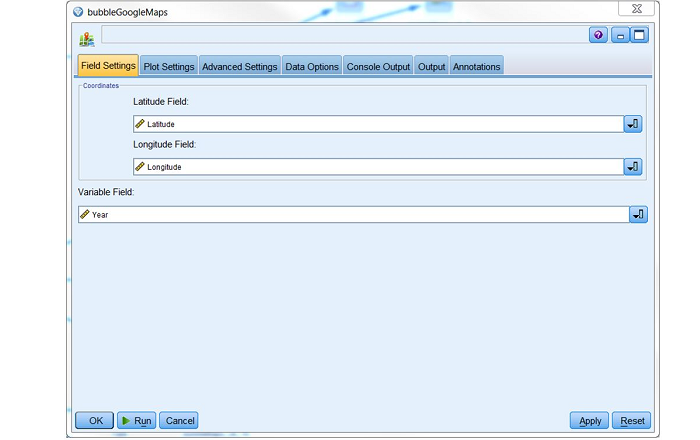 bubbleGoogleMaps
Field Settings Plot Settings Advanced Settings Data Options Console Output Output Annotations
Coordinates
Latitude Field:
Latitude
Longitude Field:
Longitude
Variable Field:
Year
OK Run Cancel Apply Reset